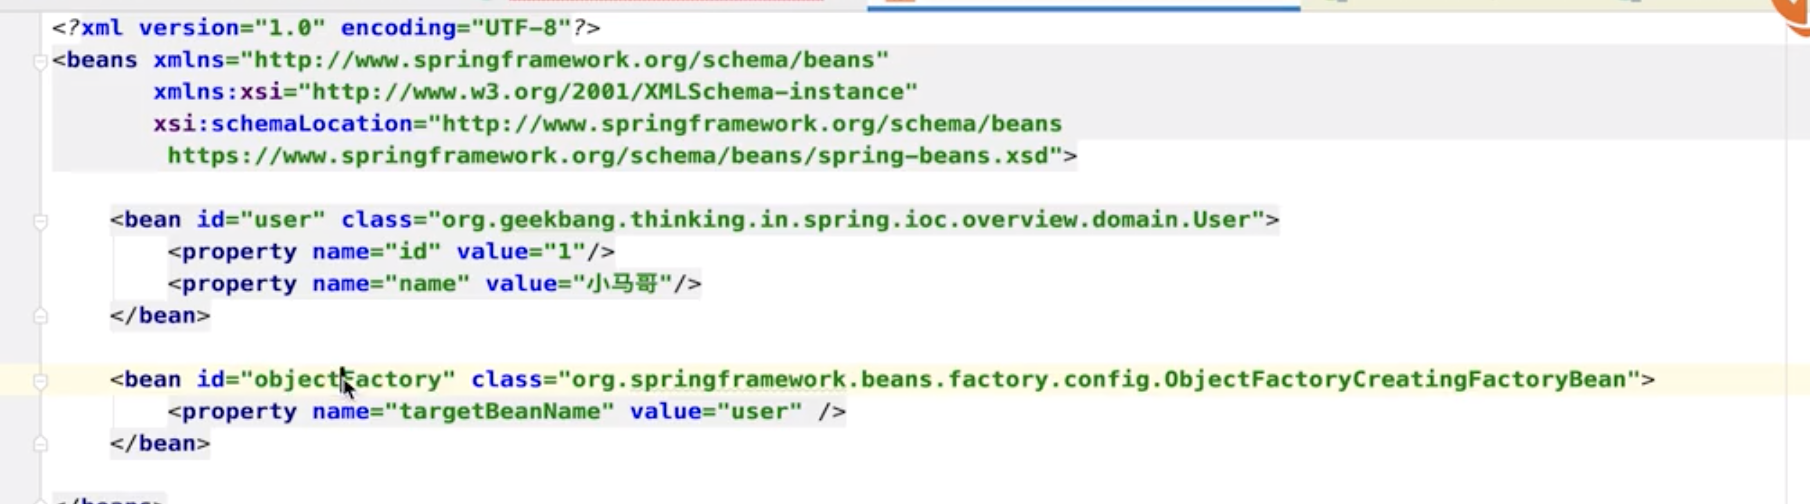 <?xml version="1.0" encoding="UTF-8"?>
<beans xmlns="http://www.springframework.org/schema/beans"
xmlns:xsi="http://www.w3.org/2001/XMLSchema-instance"
xsi:schemaLocation="http://www.springframework.org/schema/beans
https://www.springframework.org/schema/beans/spring-beans.xsd">
<bean id="user" class="org.geekbang.thinking.in.spring.ioc.overview.domain.User">
<property name="id" value="1"/>
<property name="name" value="小马哥"/>
</bean>
<bean id="objectFactory" class="org.springframework.beans.factory.config.ObjectFactoryCreatingFactoryBean">
<property name="targetBeanName" value="user" />
</bean>
</beans>